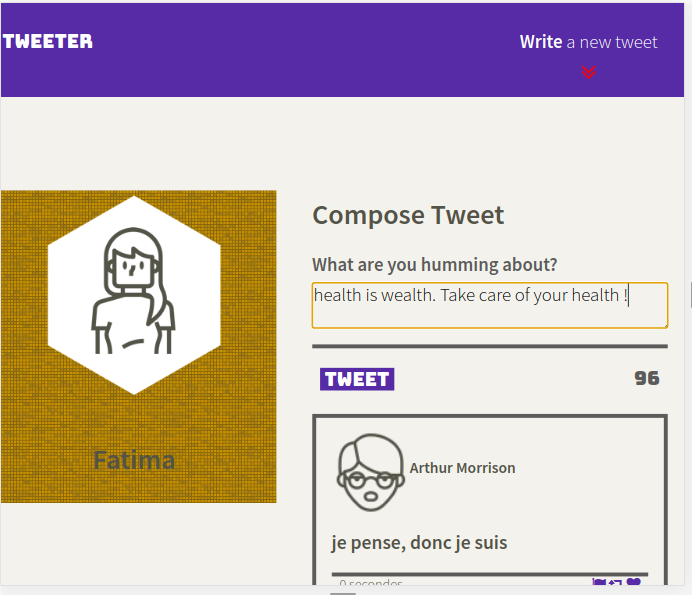 TWEETER
Write a new tweet
Fatima
Compose Tweet
What are you humming about?
health is wealth. Take care of your health !
TWEET
96
Arthur Morrison
je pense, donc je suis
0 secondes